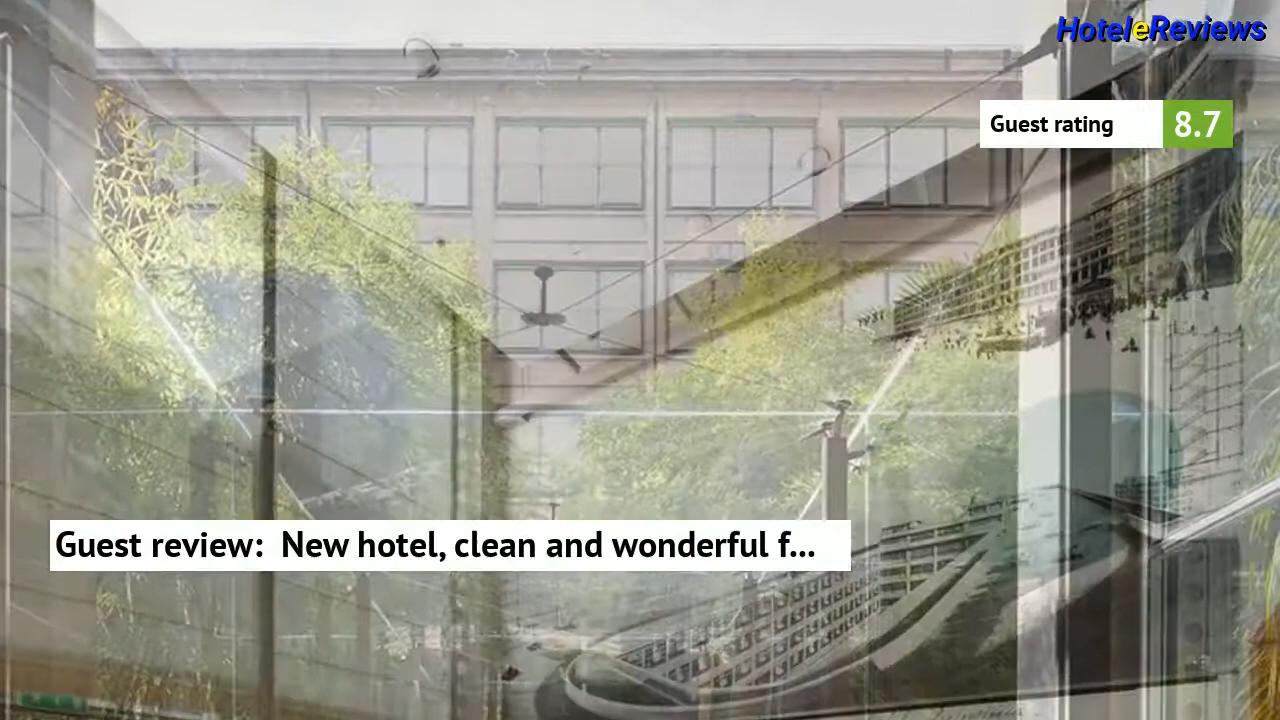 HoteleReviews
Guest rating 8.7
Guest review: New hotel, clean and wonderful f...